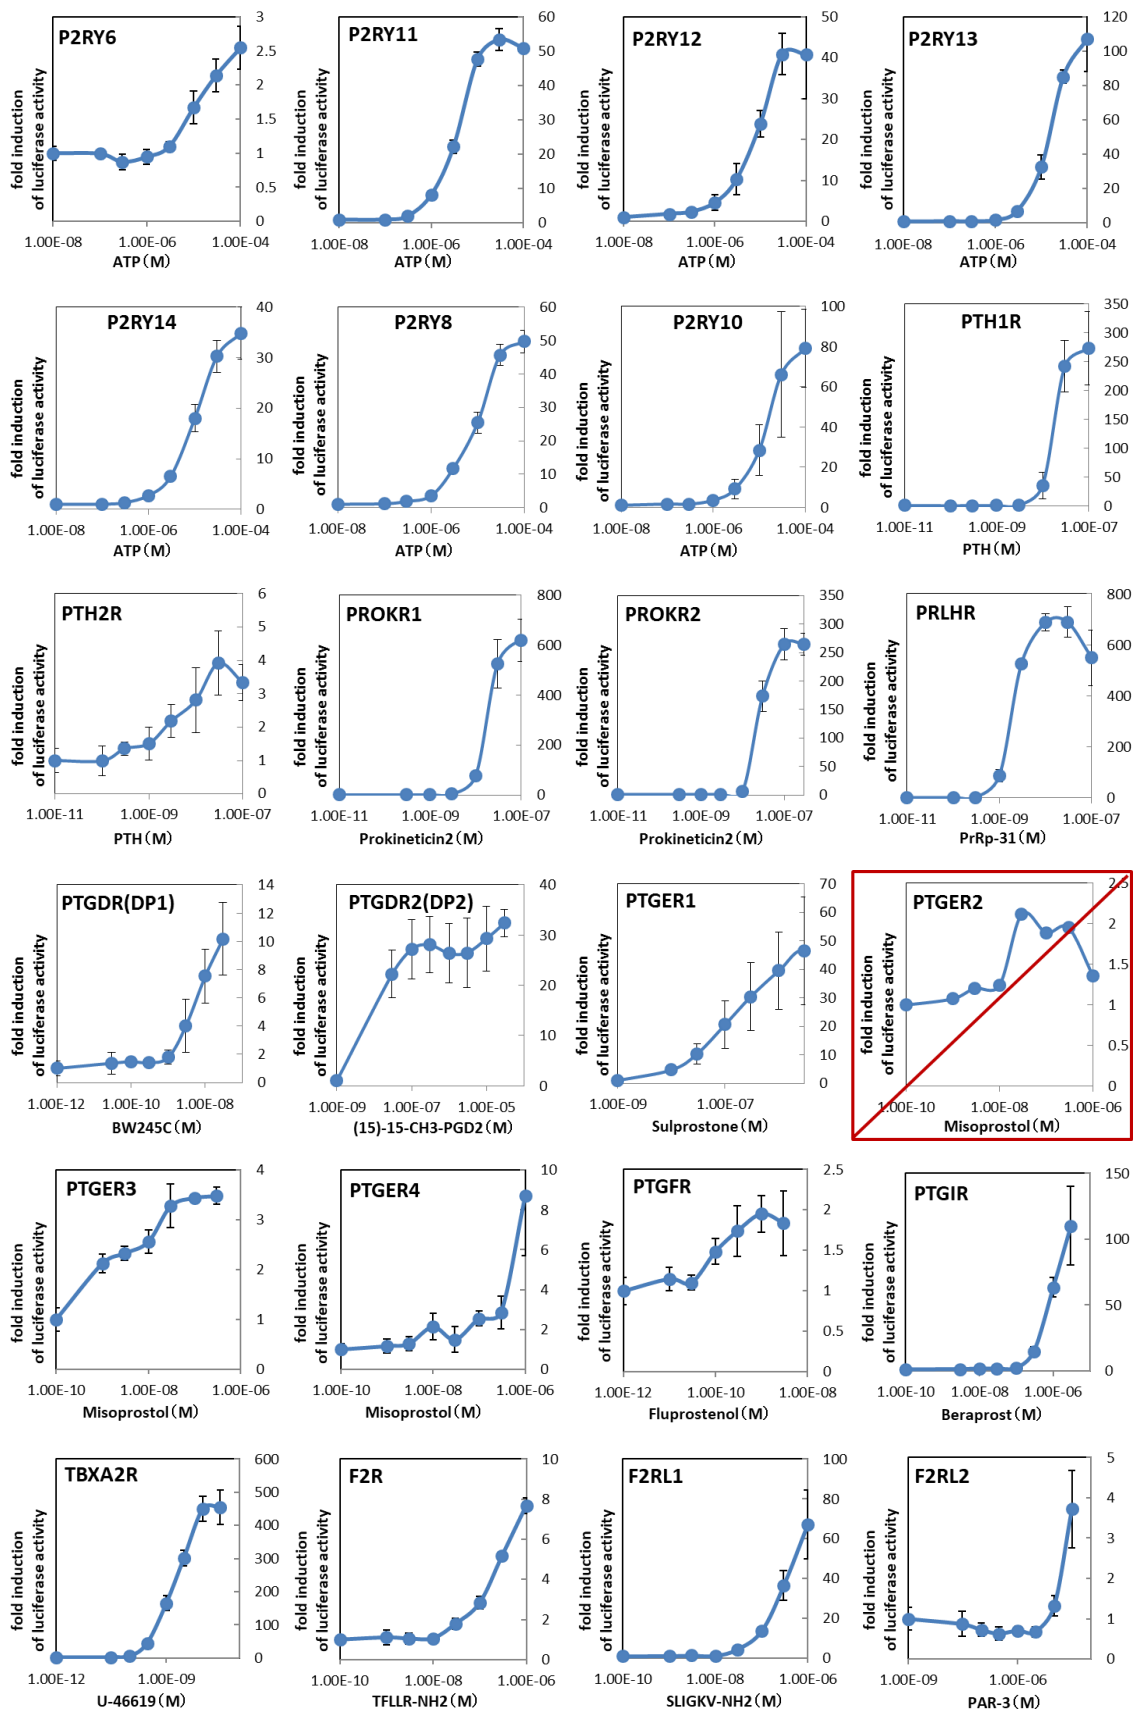 P2RY6
fold induction
of luciferase activity
3
2.5
2
1.5
1
0.5
0
1.00E-08
1.00E-06
1.00E-04
ATP(M)
P2RY11
fold induction
of luciferase activity
60
50
40
30
20
10
0
1.00E-08
1.00E-06
1.00E-04
ATP(M)
P2RY12
fold induction
of luciferase activity
50
40
30
20
10
0
1.00E-08
1.00E-06
1.00E-04
ATP(M)
P2RY13
fold induction
of luciferase activity
120
100
80
60
40
20
0
1.00E-08
1.00E-06
1.00E-04
ATP(M)
P2RY14
fold induction
of luciferase activity
40
30
20
10
0
1.00E-08
1.00E-06
1.00E-04
ATP(M)
P2RY8
fold induction
of luciferase activity
60
50
40
30
20
10
0
1.00E-08
1.00E-06
1.00E-04
ATP(M)
P2RY10
fold induction
of luciferase activity
100
80
60
40
20
0
1.00E-08
1.00E-06
1.00E-04
ATP(M)
PTH1R
fold induction
of luciferase activity
350
300
250
200
150
100
50
0
1.00E-11
1.00E-09
1.00E-07
PTH(M)
PTH2R
fold induction
of luciferase activity
6
5
4
3
2
1
0
1.00E-11
1.00E-09
1.00E-07
PTH(M)
PROKR1
fold induction
of luciferase activity
800
600
400
200
0
1.00E-11
1.00E-09
1.00E-07
Prokineticin2(M)
PROKR2
fold induction
of luciferase activity
350
300
250
200
150
100
50
0
1.00E-11
1.00E-09
1.00E-07
Prokineticin2(M)
PRLHR
fold induction
of luciferase activity
800
600
400
200
0
1.00E-11
1.00E-09
1.00E-07
PrRp-31(M)
PTGDR(DP1)
fold induction
of luciferase activity
14
12
10
8
6
4
2
0
1.00E-12
1.00E-10
1.00E-08
BW245C(M)
PTGDR2(DP2)
fold induction
of luciferase activity
40
30
20
10
0
1.00E-09
1.00E-07
1.00E-05
(15)-15-CH3-PGD2(M)
PTGER1
fold induction
of luciferase activity
70
60
50
40
30
20
10
0
1.00E-09
1.00E-07
Sulprostone(M)
PTGER2
fold induction
of luciferase activity
2.5
2
1.5
1
0.5
0
1.00E-10
1.00E-08
1.00E-06
Misoprostol(M)
PTGER3
fold induction
of luciferase activity
4
3
2
1
0
1.00E-10
1.00E-08
1.00E-06
Misoprostol(M)
PTGER4
fold induction
of luciferase activity
10
8
6
4
2
0
1.00E-10
1.00E-08
1.00E-06
Misoprostol(M)
PTGFR
fold induction
of luciferase activity
2.5
2
1.5
1
0.5
0
1.00E-12
1.00E-10
1.00E-08
Fluprostenol(M)
PTGIR
fold induction
of luciferase activity
150
100
50
0
1.00E-10
1.00E-08
1.00E-06
Beraprost(M)
TBXA2R
fold induction
of luciferase activity
600
500
400
300
200
100
0
1.00E-12
1.00E-09
U-46619(M)
F2R
fold induction
of luciferase activity
10
8
6
4
2
0
1.00E-10
1.00E-08
1.00E-06
TFLLR-NH2(M)
F2RL1
fold induction
of luciferase activity
100
80
60
40
20
0
1.00E-10
1.00E-08
1.00E-06
SLIGKV-NH2(M)
F2RL2
fold induction
of luciferase activity
5
4
3
2
1
0
1.00E-09
1.00E-06
PAR-3(M)